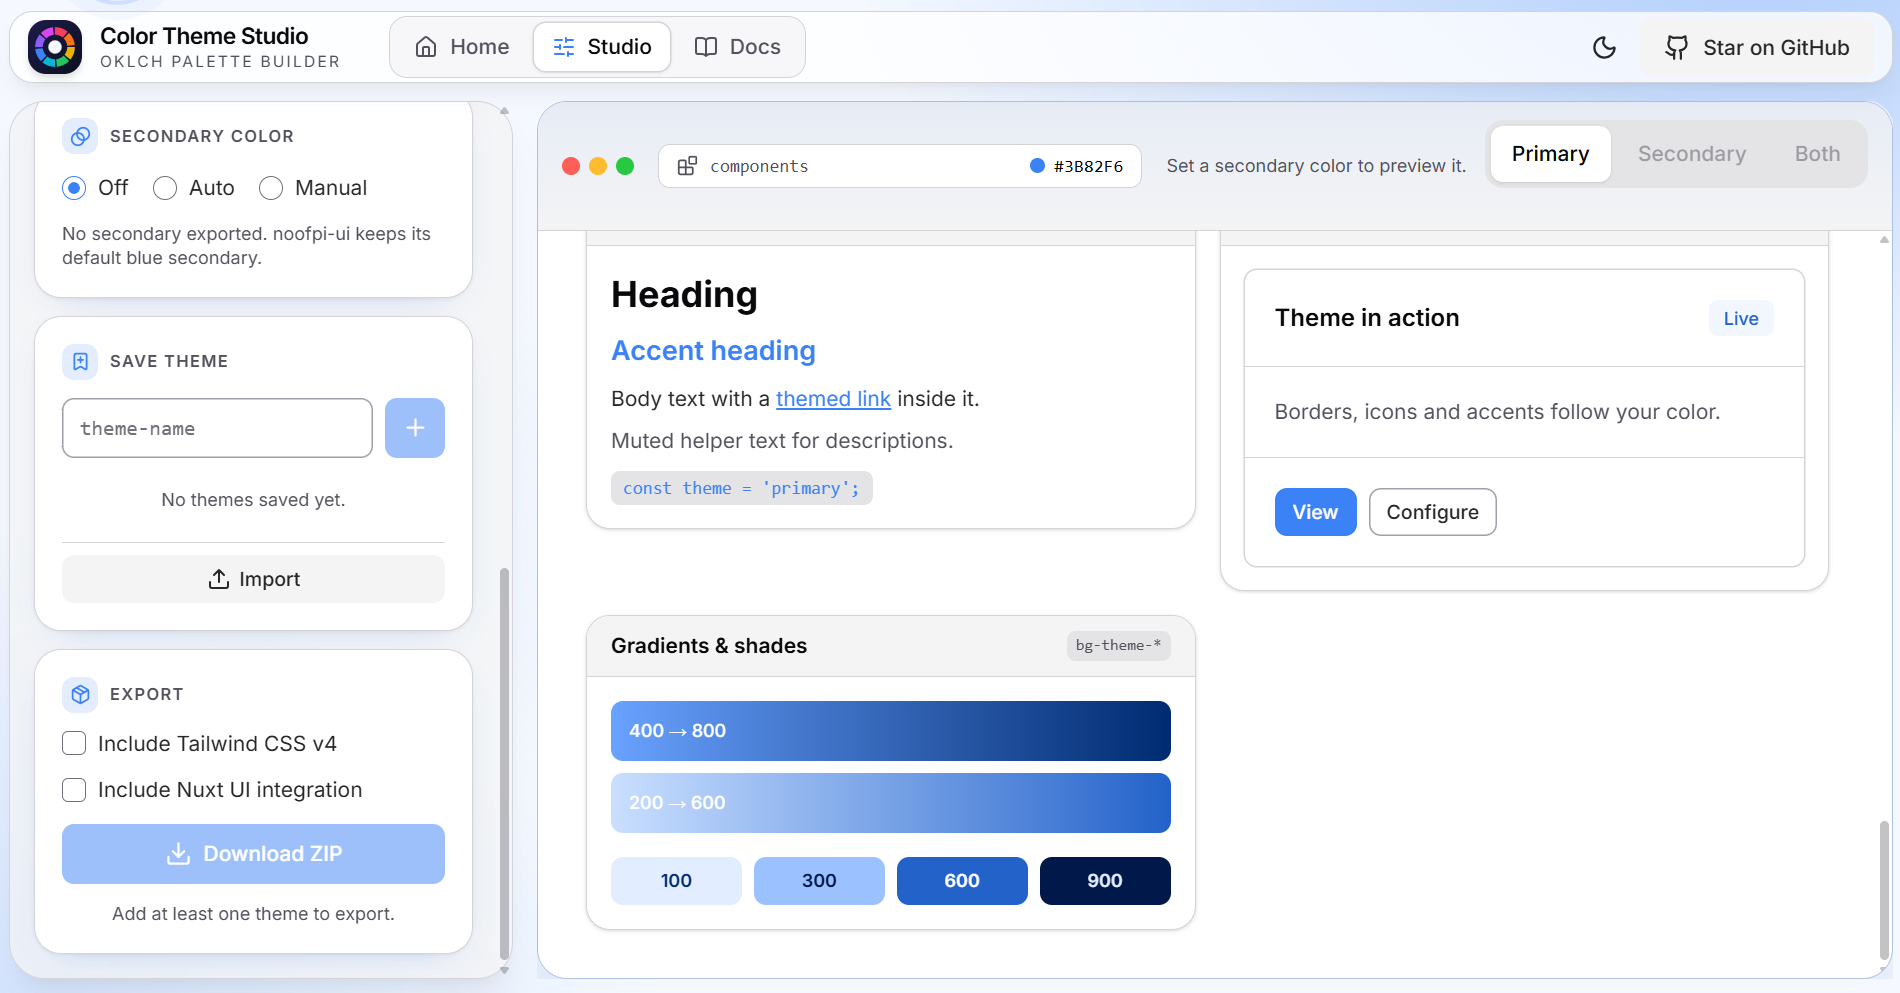 Color Theme Studio
OKLCH PALETTE BUILDER
Home
Studio
Docs
Star on GitHub
SECONDARY COLOR
Off
Auto
Manual
No secondary exported. noofpi-ui keeps its
default blue secondary.
SAVE THEME
theme-name
No themes saved yet.
Import
EXPORT
Include Tailwind CSS v4
Include Nuxt UI integration
Download ZIP
Add at least one theme to export.
components
#3B82F6
Set a secondary color to preview it.
Primary
Secondary
Both
Heading
Accent heading
Body text with a themed link inside it.
Muted helper text for descriptions.
const theme = 'primary';
Theme in action
Live
Borders, icons and accents follow your color.
View
Configure
Gradients & shades
bg-theme-*
400 → 800
200 → 600
100
300
600
900